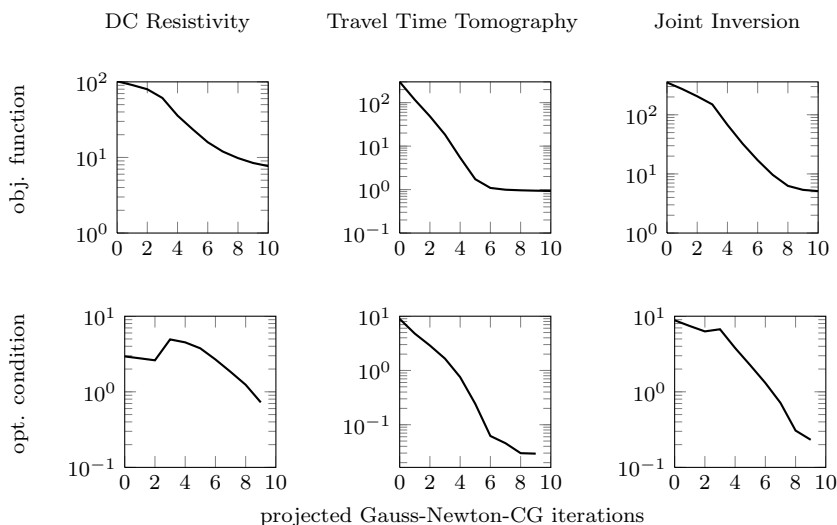 DC Resistivity Travel Time Tomography Joint Inversion
obj. function
10^2
10^1
10^0
0 2 4 6 8 10
10^2
10^1
10^0
10^−1
0 2 4 6 8 10
10^2
10^1
10^0
0 2 4 6 8 10
opt. condition
10^1
10^0
10^−1
0 2 4 6 8 10
10^1
10^0
10^−1
0 2 4 6 8 10
10^1
10^0
10^−1
0 2 4 6 8 10
projected Gauss-Newton-CG iterations